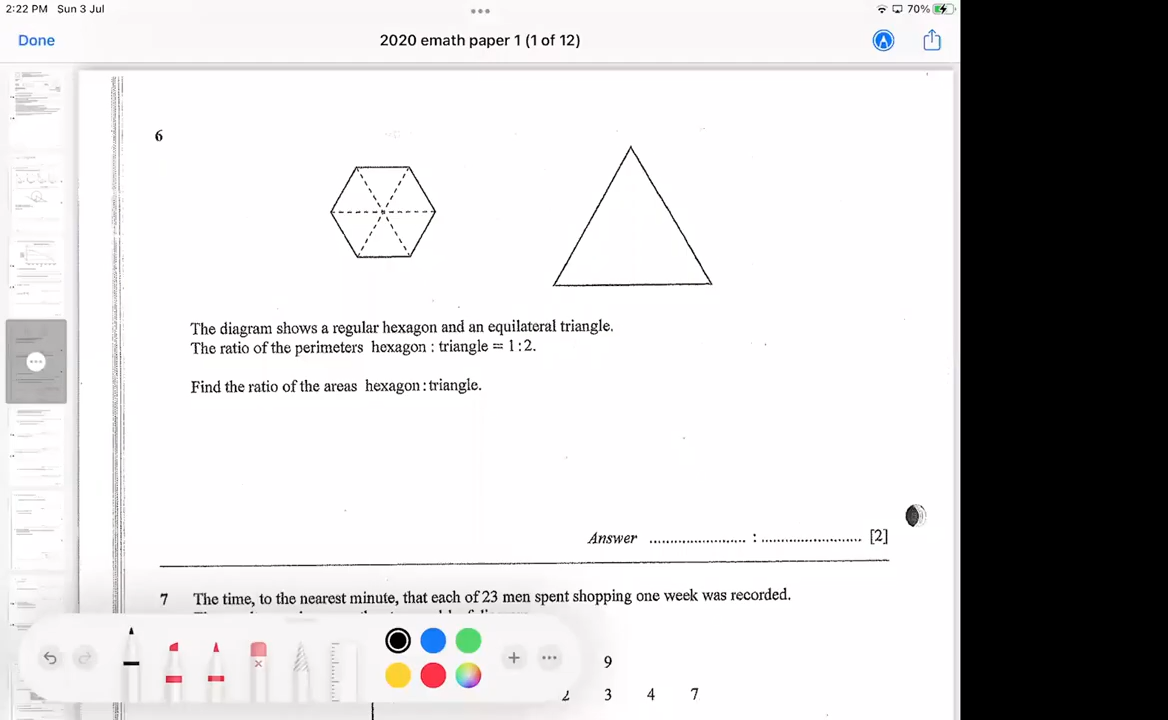 2:22 PM Sun 3 Jul
70%
Done
2020 emath paper 1 (1 of 12)
6
The diagram shows a regular hexagon and an equilateral triangle.
The ratio of the perimeters hexagon : triangle = 1:2.
Find the ratio of the areas hexagon : triangle.
Answer ........................ : ......................... [2]
7 The time, to the nearest minute, that each of 23 men spent shopping one week was recorded.
9
2 3 4 7